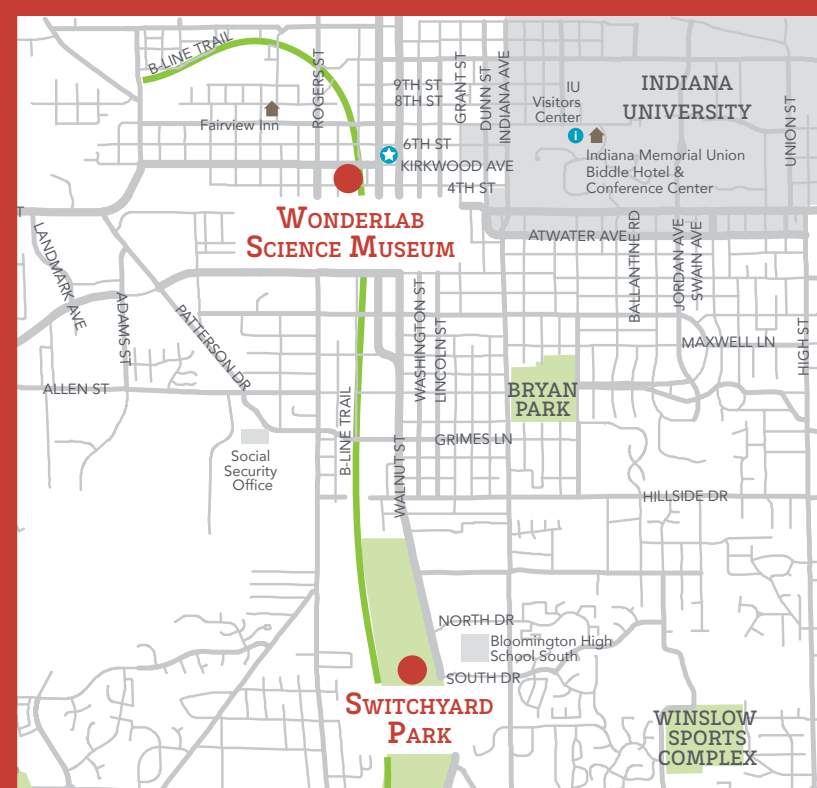 B-LINE TRAIL
ROGERS ST
9TH ST
8TH ST
GRANT ST
DUNN ST
INDIANA AVE
IU
Visitors
Center
INDIANA
UNIVERSITY
UNION ST
Fairview Inn
6TH ST
KIRKWOOD AVE
4TH ST
i
Indiana Memorial Union
Biddle Hotel &
Conference Center
T
WONDERLAB
SCIENCE MUSEUM
ATWATER AVE
BALLANTINE RD
JORDAN AVE
SWAIN AVE
LANDMARK AVE
ADAMS ST
PATTERSON DR
WASHINGTON ST
LINCOLN ST
MAXWELL LN
HIGH ST
ALLEN ST
B-LINE TRAIL
BRYAN
PARK
WALNUT ST
GRIMES LN
Social
Security
Office
HILLSIDE DR
NORTH DR
Bloomington High
School South
SOUTH DR
SWITCHYARD
PARK
WINSLOW
SPORTS
COMPLEX